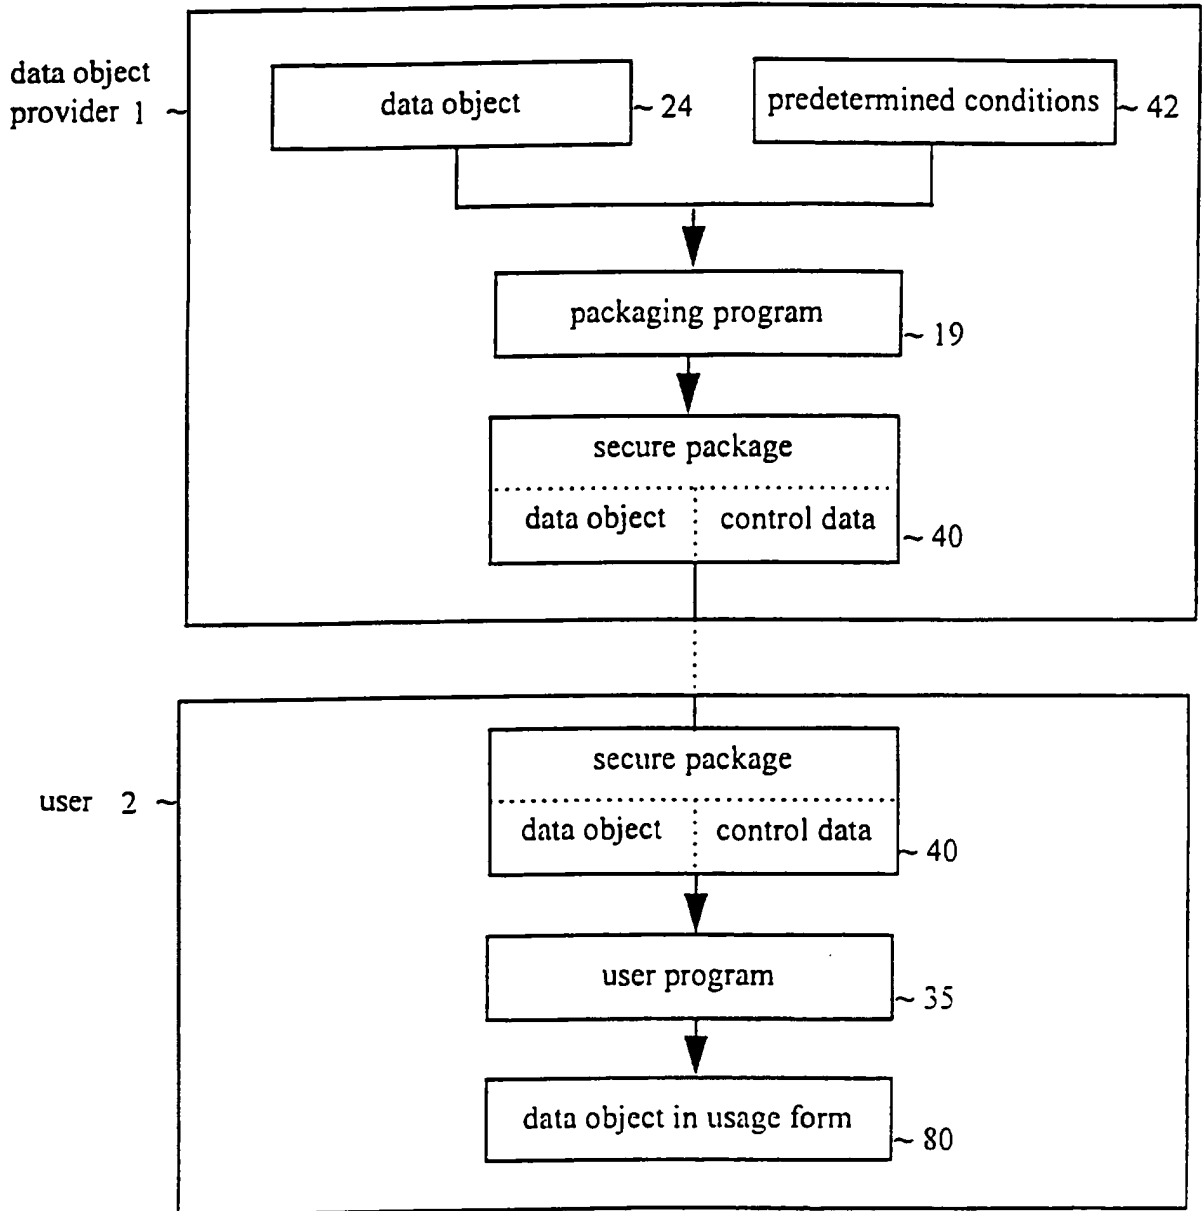 data object
provider 1 ~
data object ~ 24
predetermined conditions ~ 42
packaging program ~ 19
secure package
data object control data ~ 40
user 2 ~
secure package
data object control data ~ 40
user program ~ 35
data object in usage form ~ 80